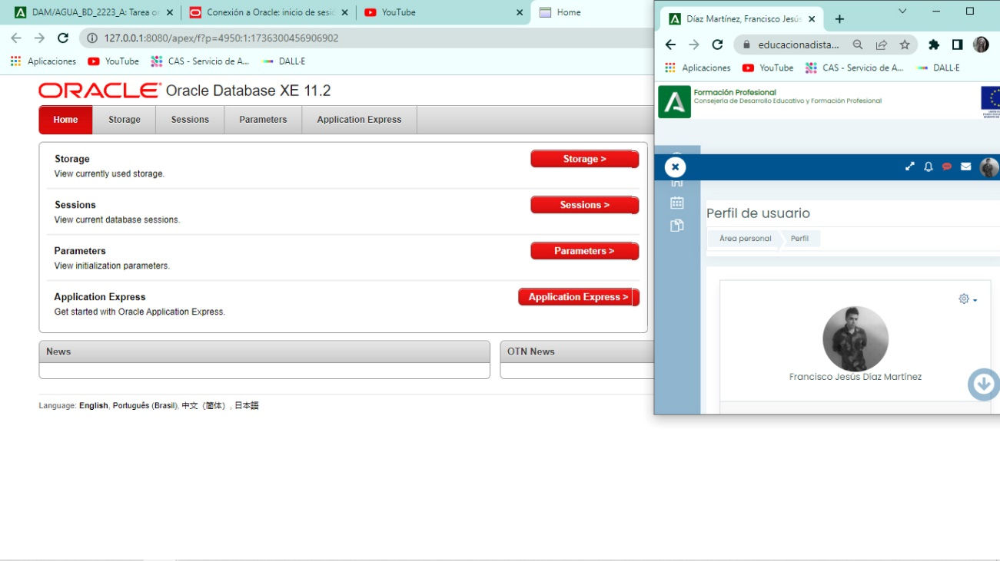 DAM/AGUA_BD_2223_A: Tarea or
Conexión a Oracle: inicio de sesió
YouTube
Home
127.0.0.1:8080/apex/f?p=4950:1:1736300456906902
Aplicaciones
YouTube
CAS - Servicio de A...
DALL·E
ORACLE Oracle Database XE 11.2
Home
Storage
Sessions
Parameters
Application Express
Storage
View currently used storage.
Storage >
Sessions
View current database sessions.
Sessions >
Parameters
View initialization parameters.
Parameters >
Application Express
Get started with Oracle Application Express.
Application Express >
News
OTN News
Language: English, Português (Brasil), 中文（简体）, 日本語
Díaz Martínez, Francisco Jesús
educacionadista...
Aplicaciones
YouTube
CAS - Servicio de A...
DALL·E
Formación Profesional
Consejería de Desarrollo Educativo y Formación Profesional
Perfil de usuario
Área personal
Perfil
Francisco Jesús Díaz Martínez